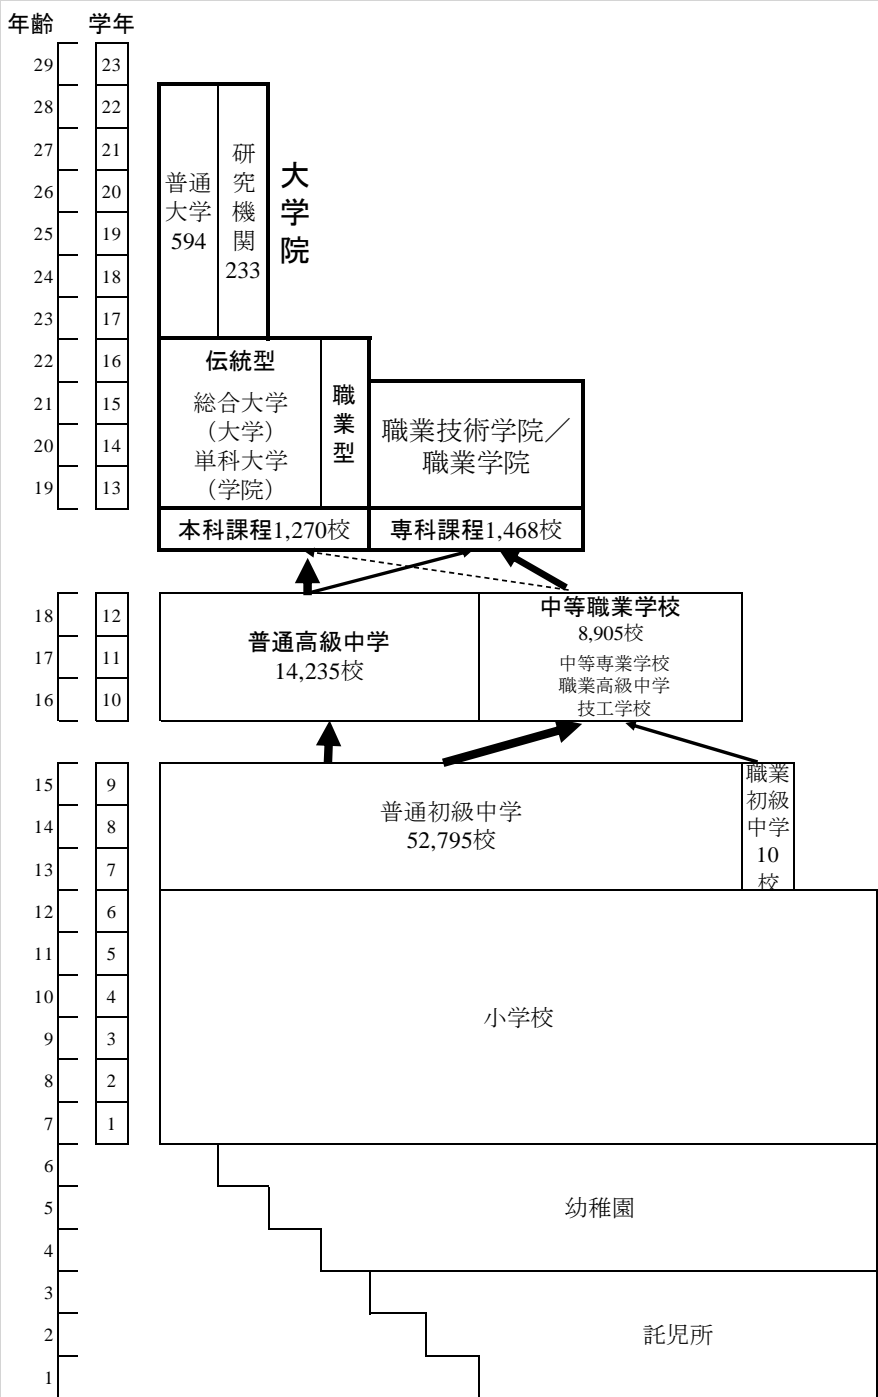 年齢 学年
29 23
28 22
27 21
26 20
25 19
24 18
23 17
22 16
21 15
20 14
19 13
18 12
17 11
16 10
15 9
14 8
13 7
12 6
11 5
10 4
9 3
8 2
7 1
6
5
4
3
2
1
普通
大学
594
研究機関
233
大学院
伝統型
総合大学
（大学）
単科大学
（学院）
職業型
職業技術学院／
職業学院
本科課程1,270校
専科課程1,468校
普通高級中学
14,235校
中等職業学校
8,905校
中等専業学校
職業高級中学
技工学校
普通初級中学
52,795校
職業
初級
中学
10
校
小学校
幼稚園
託児所